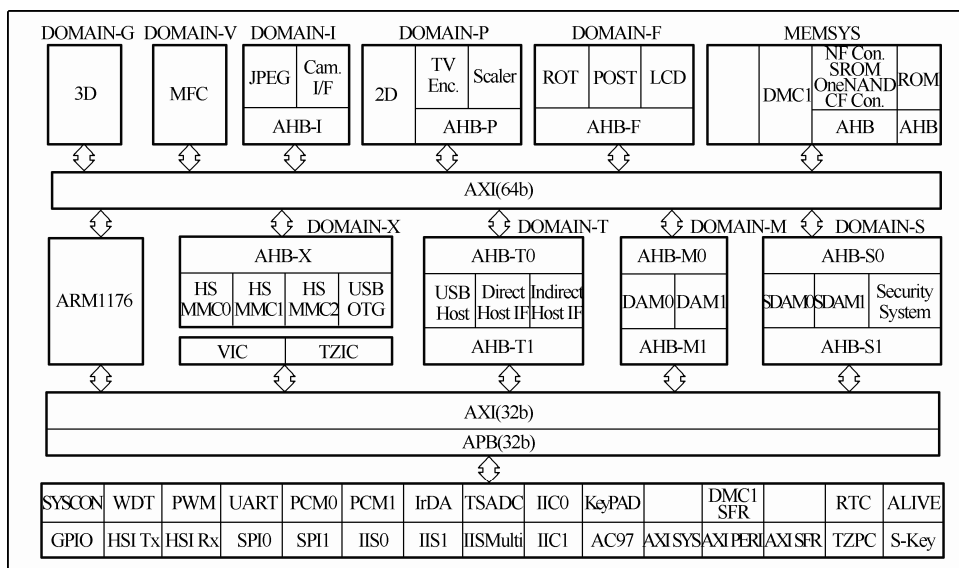 DOMAIN-G DOMAIN-V DOMAIN-I DOMAIN-P DOMAIN-F MEMSYS
3D
MFC
JPEG
Cam.
I/F
AHB-I
2D
TV
Enc.
Scaler
AHB-P
ROT
POST
LCD
AHB-F
DMC1
NF Con.
SROM
OneNAND
CF Con.
AHB
ROM
AHB
AXI(64b)
DOMAIN-X DOMAIN-T DOMAIN-M DOMAIN-S
ARM1176
AHB-X
HS
MMC0
HS
MMC1
HS
MMC2
USB
OTG
VIC
TZIC
AHB-T0
USB
Host
Direct
Host IF
Indirect
Host IF
AHB-T1
AHB-M0
DAM0
DAM1
AHB-M1
AHB-S0
SDAM0
SDAM1
Security
System
AHB-S1
AXI(32b)
APB(32b)
SYSCON WDT PWM UART PCM0 PCM1 IrDA TSADC IIC0 KeyPAD DMC1 SFR RTC ALIVE
GPIO HSI Tx HSI Rx SPI0 SPI1 IIS0 IIS1 IISMulti IIC1 AC97 AXI SYS AXI PERI AXI SFR TZPC S-Key